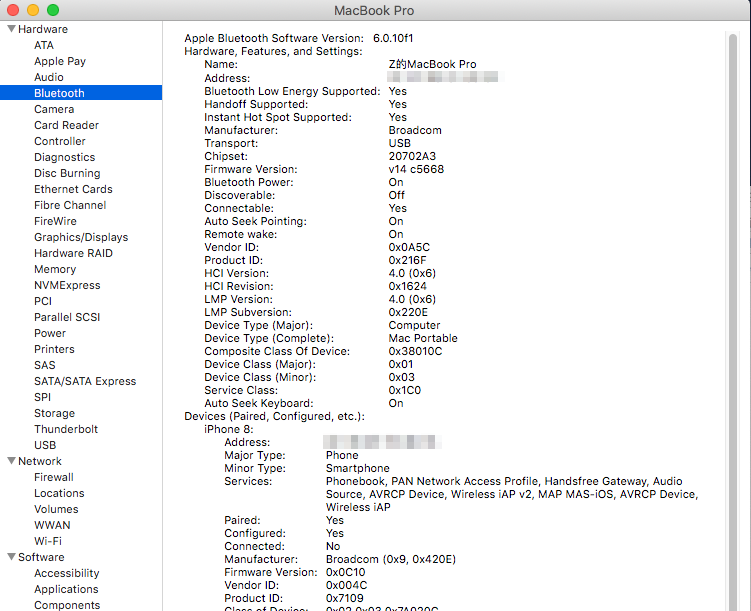 MacBook Pro
Hardware
ATA
Apple Pay
Audio
Bluetooth
Camera
Card Reader
Controller
Diagnostics
Disc Burning
Ethernet Cards
Fibre Channel
FireWire
Graphics/Displays
Hardware RAID
Memory
NVMExpress
PCI
Parallel SCSI
Power
Printers
SAS
SATA/SATA Express
SPI
Storage
Thunderbolt
USB
Network
Firewall
Locations
Volumes
WWAN
Wi-Fi
Software
Accessibility
Applications
Components
Apple Bluetooth Software Version: 6.0.10f1
Hardware, Features, and Settings:
Name: Z的MacBook Pro
Address:
Bluetooth Low Energy Supported: Yes
Handoff Supported: Yes
Instant Hot Spot Supported: Yes
Manufacturer: Broadcom
Transport: USB
Chipset: 20702A3
Firmware Version: v14 c5668
Bluetooth Power: On
Discoverable: Off
Connectable: Yes
Auto Seek Pointing: On
Remote wake: On
Vendor ID: 0x0A5C
Product ID: 0x216F
HCI Version: 4.0 (0x6)
HCI Revision: 0x1624
LMP Version: 4.0 (0x6)
LMP Subversion: 0x220E
Device Type (Major): Computer
Device Type (Complete): Mac Portable
Composite Class Of Device: 0x38010C
Device Class (Major): 0x01
Device Class (Minor): 0x03
Service Class: 0x1C0
Auto Seek Keyboard: On
Devices (Paired, Configured, etc.):
iPhone 8:
Address:
Major Type: Phone
Minor Type: Smartphone
Services: Phonebook, PAN Network Access Profile, Handsfree Gateway, Audio
Source, AVRCP Device, Wireless iAP v2, MAP MAS-iOS, AVRCP Device,
Wireless iAP
Paired: Yes
Configured: Yes
Connected: No
Manufacturer: Broadcom (0x9, 0x420E)
Firmware Version: 0x0C10
Vendor ID: 0x004C
Product ID: 0x7109
Class of Device: 0x02 0x03 0x7A020C